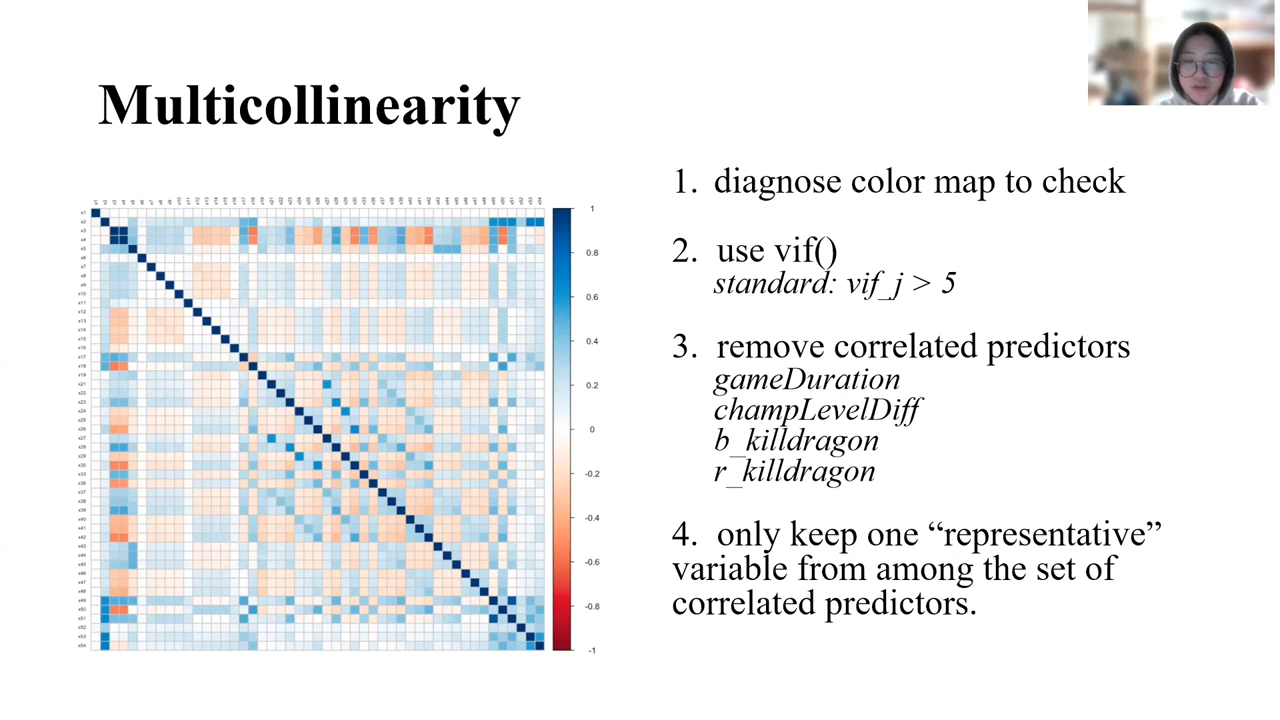 Multicollinearity
1. diagnose color map to check
2. use vif()
standard: vif_j > 5
3. remove correlated predictors
gameDuration
champLevelDiff
b_killdragon
r_killdragon
4. only keep one “representative”
variable from among the set of
correlated predictors.
1
0.8
0.6
0.4
0.2
0
-0.2
-0.4
-0.6
-0.8
-1